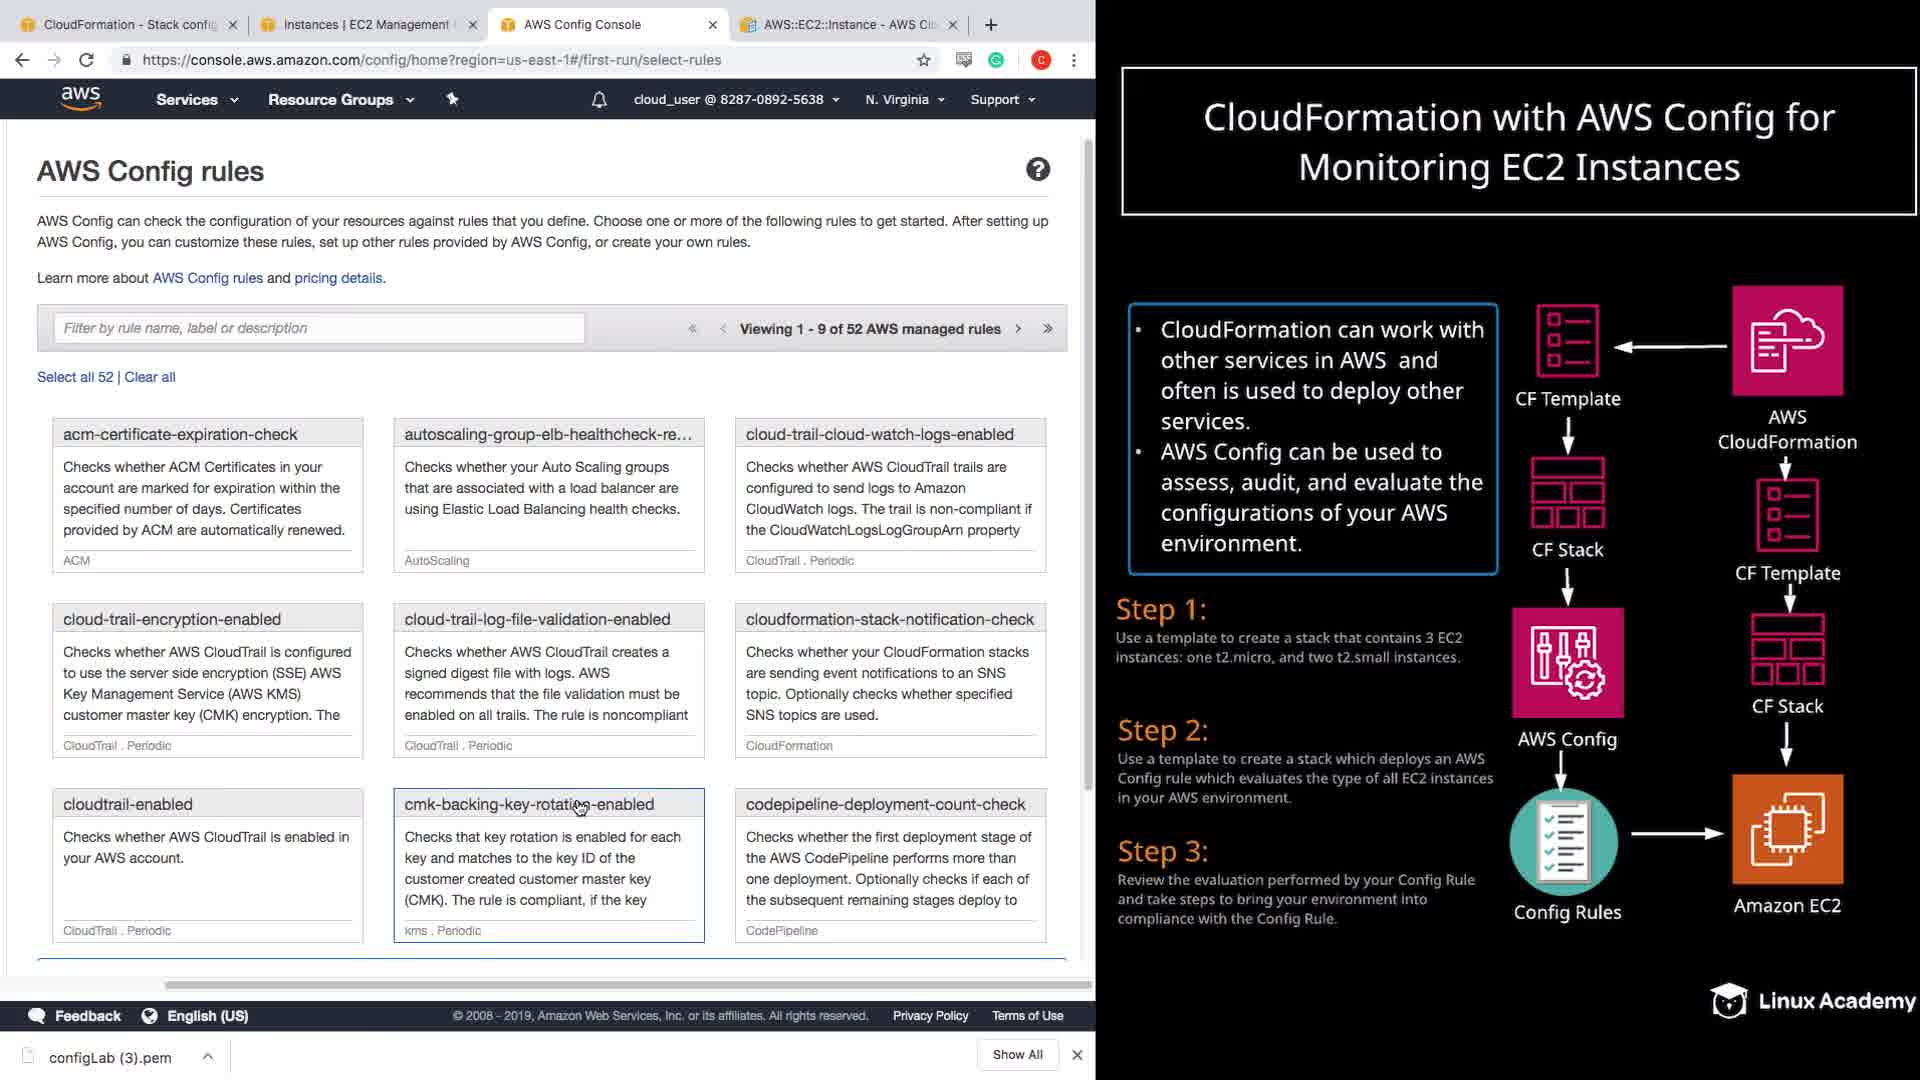 CloudFormation - Stack config
Instances | EC2 Management
AWS Config Console
AWS::EC2::Instance - AWS Clo
https://console.aws.amazon.com/config/home?region=us-east-1#/first-run/select-rules
C
aws
Services
Resource Groups
cloud_user @ 8287-0892-5638
N. Virginia
Support
AWS Config rules
AWS Config can check the configuration of your resources against rules that you define. Choose one or more of the following rules to get started. After setting up
AWS Config, you can customize these rules, set up other rules provided by AWS Config, or create your own rules.
Learn more about AWS Config rules and pricing details.
Filter by rule name, label or description
Viewing 1 - 9 of 52 AWS managed rules
Select all 52 | Clear all
acm-certificate-expiration-check
Checks whether ACM Certificates in your
account are marked for expiration within the
specified number of days. Certificates
provided by ACM are automatically renewed.
ACM
autoscaling-group-elb-healthcheck-re...
Checks whether your Auto Scaling groups
that are associated with a load balancer are
using Elastic Load Balancing health checks.
AutoScaling
cloud-trail-cloud-watch-logs-enabled
Checks whether AWS CloudTrail trails are
configured to send logs to Amazon
CloudWatch logs. The trail is non-compliant if
the CloudWatchLogsLogGroupArn property
CloudTrail . Periodic
cloud-trail-encryption-enabled
Checks whether AWS CloudTrail is configured
to use the server side encryption (SSE) AWS
Key Management Service (AWS KMS)
customer master key (CMK) encryption. The
CloudTrail . Periodic
cloud-trail-log-file-validation-enabled
Checks whether AWS CloudTrail creates a
signed digest file with logs. AWS
recommends that the file validation must be
enabled on all trails. The rule is noncompliant
CloudTrail . Periodic
cloudformation-stack-notification-check
Checks whether your CloudFormation stacks
are sending event notifications to an SNS
topic. Optionally checks whether specified
SNS topics are used.
CloudFormation
cloudtrail-enabled
Checks whether AWS CloudTrail is enabled in
your AWS account.
CloudTrail . Periodic
cmk-backing-key-rotation-enabled
Checks that key rotation is enabled for each
key and matches to the key ID of the
customer created customer master key
(CMK). The rule is compliant, if the key
kms . Periodic
codepipeline-deployment-count-check
Checks whether the first deployment stage of
the AWS CodePipeline performs more than
one deployment. Optionally checks if each of
the subsequent remaining stages deploy to
CodePipeline
Feedback
English (US)
© 2008 - 2019, Amazon Web Services, Inc. or its affiliates. All rights reserved.
Privacy Policy
Terms of Use
configLab (3).pem
Show All
CloudFormation with AWS Config for
Monitoring EC2 Instances
• CloudFormation can work with
other services in AWS and
often is used to deploy other
services.
• AWS Config can be used to
assess, audit, and evaluate the
configurations of your AWS
environment.
Step 1:
Use a template to create a stack that contains 3 EC2
instances: one t2.micro, and two t2.small instances.
Step 2:
Use a template to create a stack which deploys an AWS
Config rule which evaluates the type of all EC2 instances
in your AWS environment.
Step 3:
Review the evaluation performed by your Config Rule
and take steps to bring your environment into
compliance with the Config Rule.
CF Template
CF Stack
AWS Config
Config Rules
AWS
CloudFormation
CF Template
CF Stack
Amazon EC2
Linux Academy